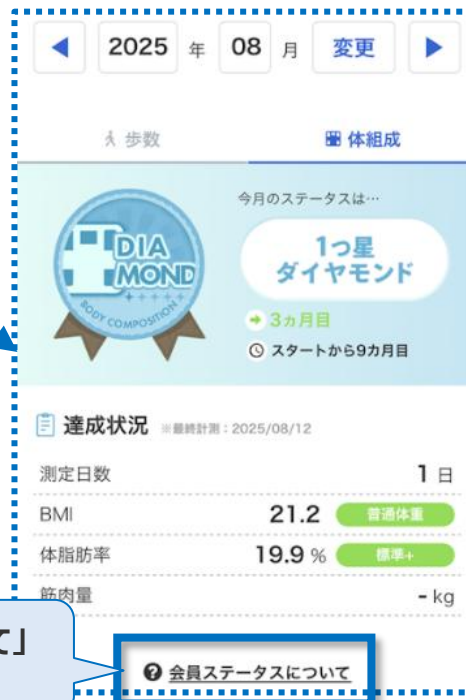 2025 年 08 月 変更
歩数 体組成
今月のステータスは…
1つ星
ダイヤモンド
3ヵ月目
スタートから9カ月目
DIA
MOND
BODY COMPOSITION
達成状況 ※最終計測：2025/08/12
測定日数 1 日
BMI 21.2 普通体重
体脂肪率 19.9 % 標準+
筋肉量 - kg
て」
会員ステータスについて